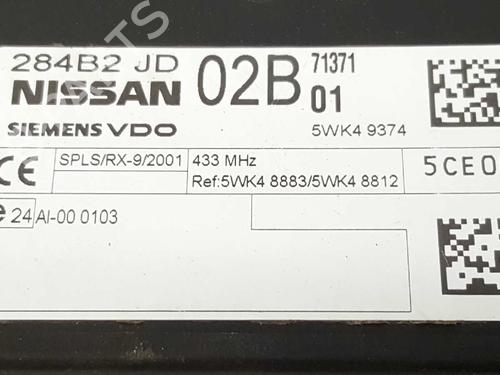 284B2 JD 02B 71371
NISSAN 01
SIEMENS VDO 5WK4 9374
CE SPLS/RX-9/2001 433 MHz 5CE0
Ref:5WK4 8883/5WK4 8812
e 24 AI-00 0103